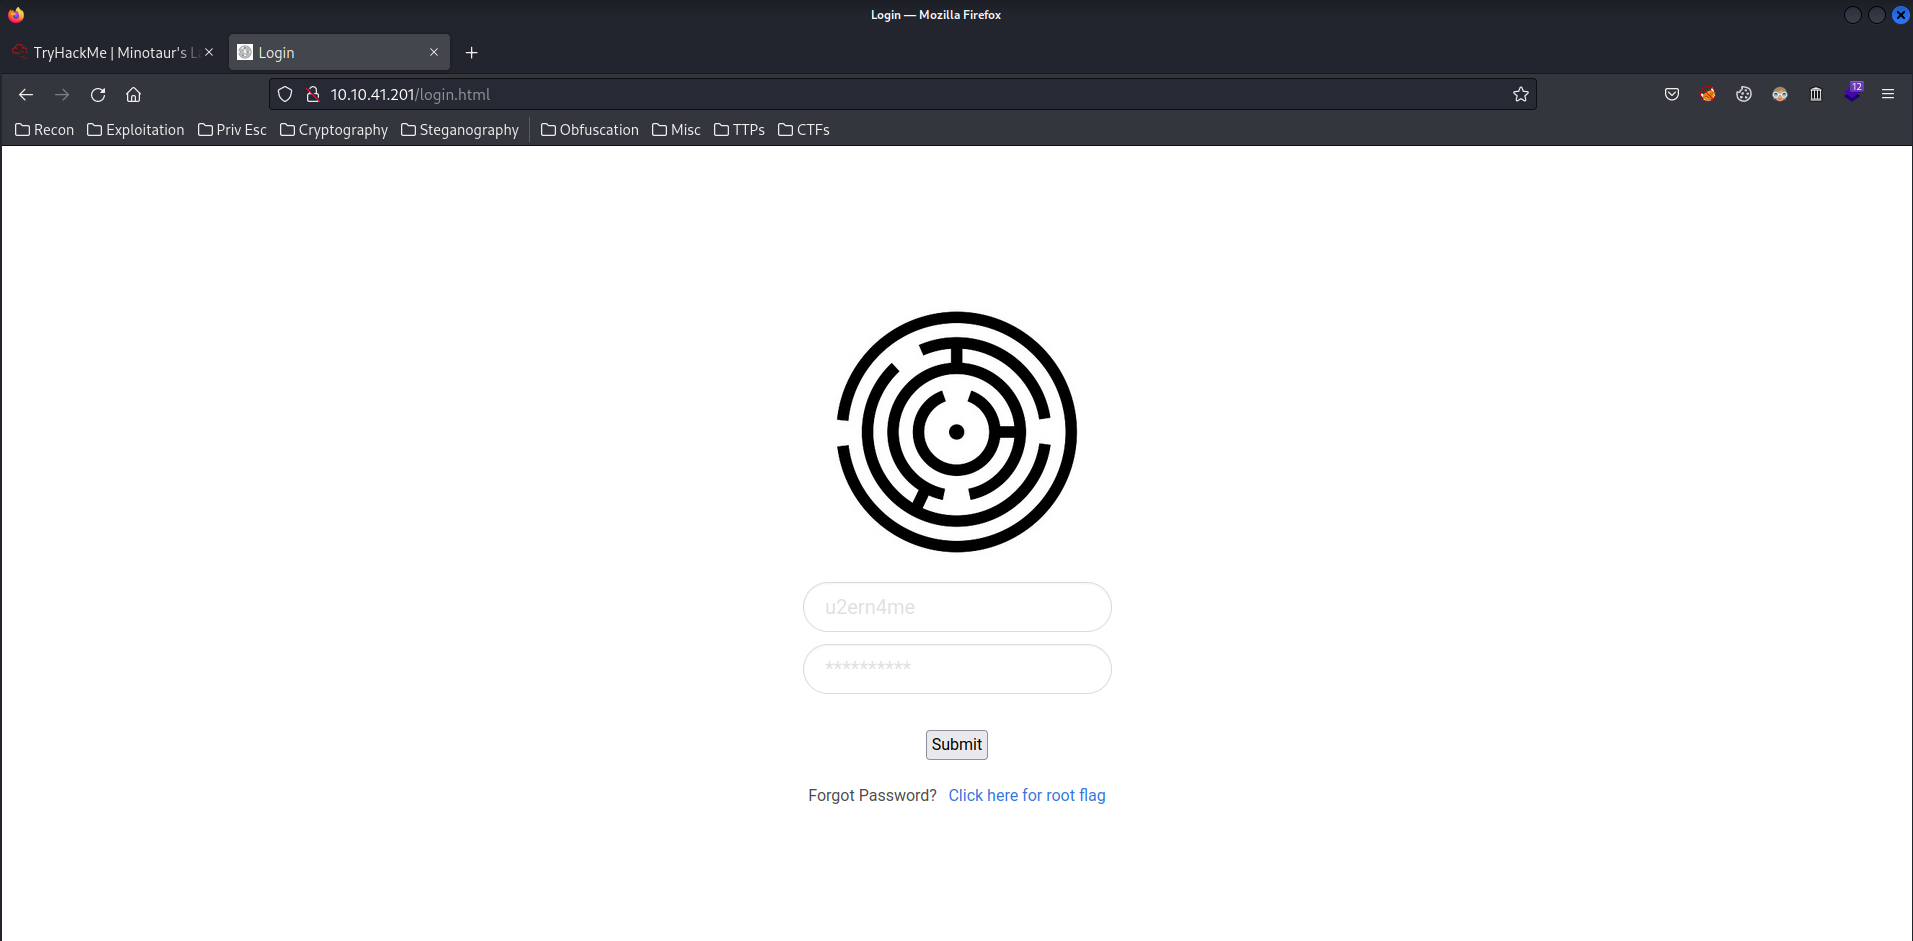 Login — Mozilla Firefox
TryHackMe | Minotaur's L
Login
10.10.41.201/login.html
12
Recon Exploitation Priv Esc Cryptography Steganography Obfuscation Misc TTPs CTFs
u2ern4me
**********
Submit
Forgot Password? Click here for root flag